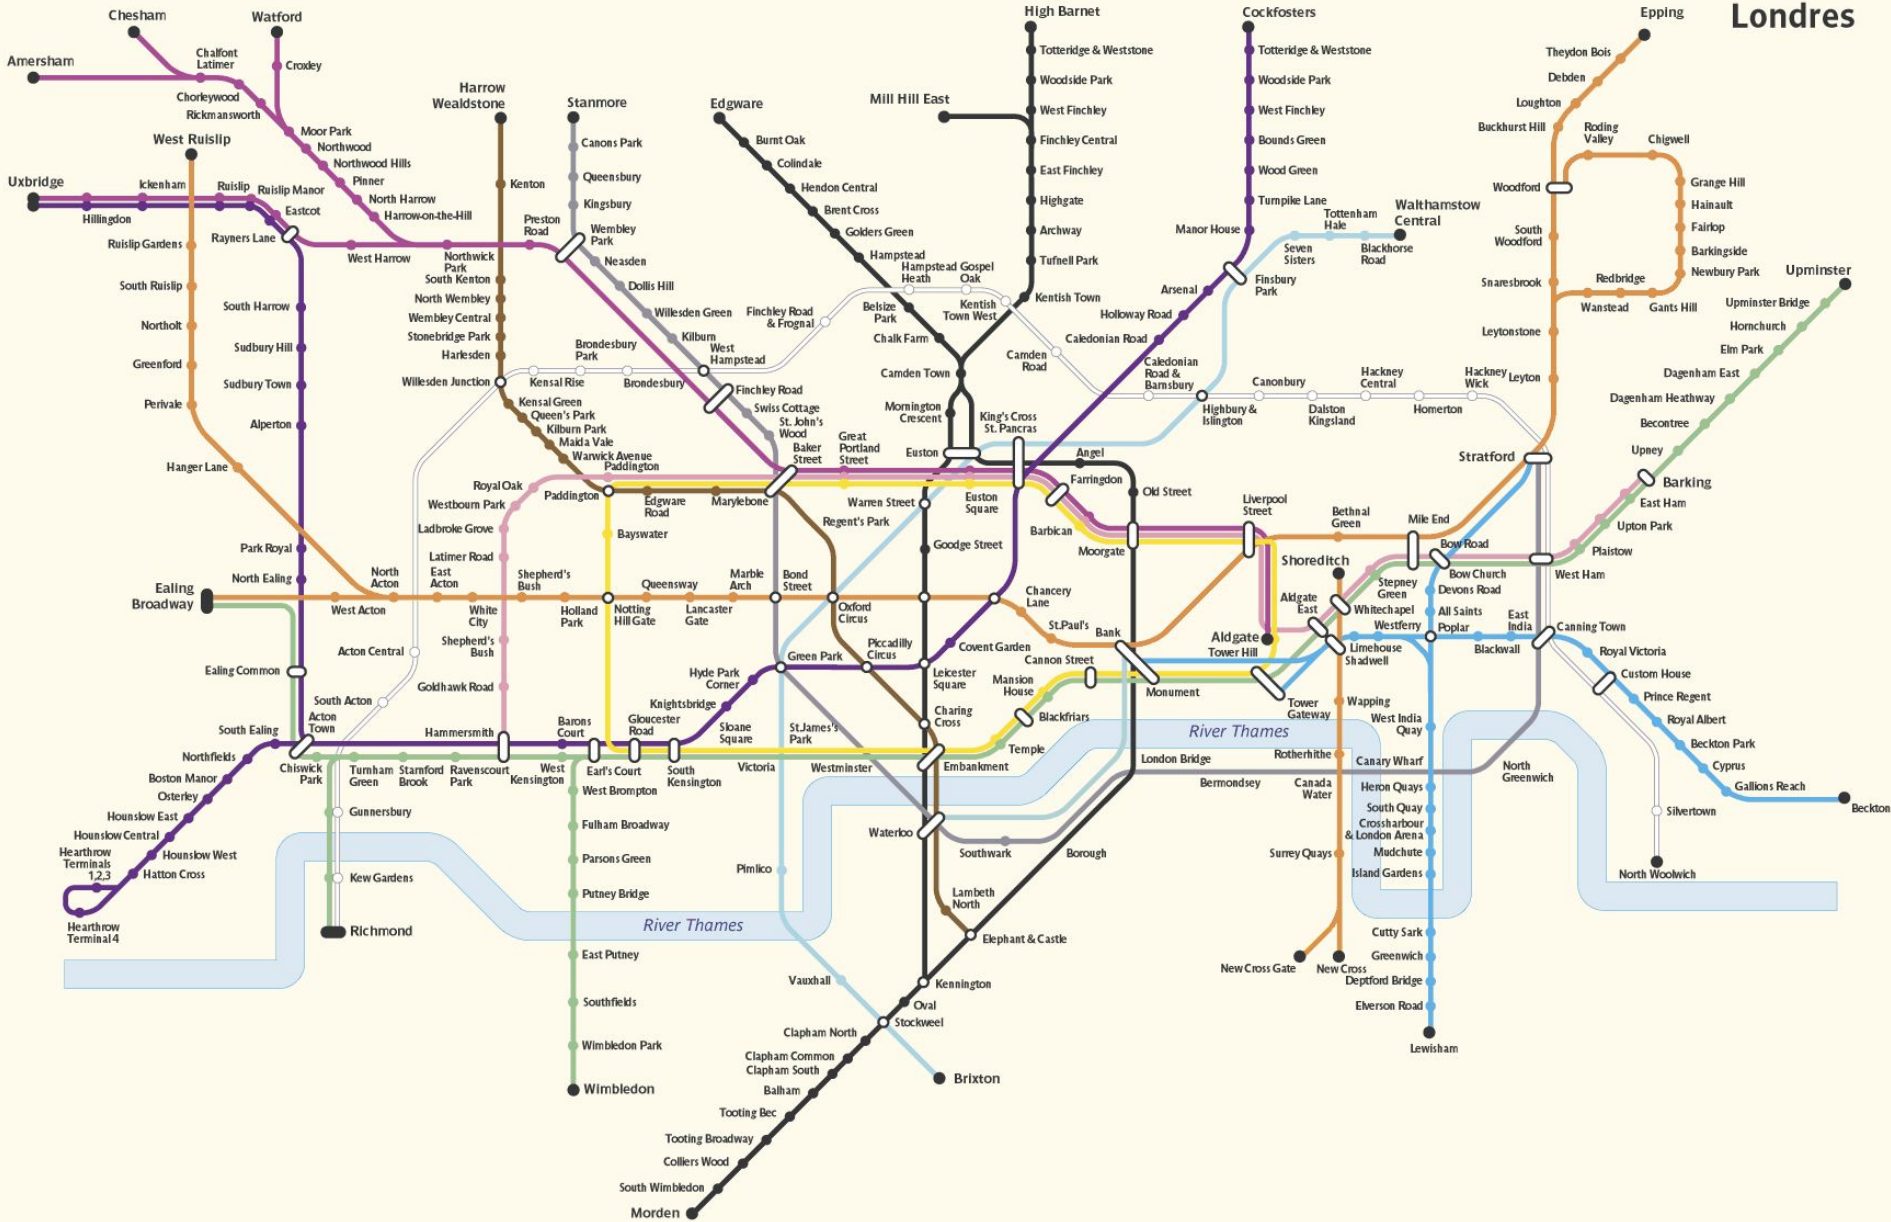 Londres
Chesham
Watford
Amersham
Chalfont
Latimer
Croxley
Chorleywood
Rickmansworth
Moor Park
Northwood
Northwood Hills
Pinner
North Harrow
Harrow-on-the-Hill
West Ruislip
Uxbridge
Ickenham
Ruislip
Ruislip Manor
Eastcot
Hillingdon
Rayners Lane
West Harrow
Northwick
Park
Preston
Road
Ruislip Gardens
South Ruislip
Northolt
Greenford
Perivale
Hanger Lane
South Harrow
Sudbury Hill
Sudbury Town
Alperton
Park Royal
North Ealing
Ealing
Broadway
Ealing Common
Harrow
Wealdstone
Kenton
South Kenton
North Wembley
Wembley Central
Stonebridge Park
Harlesden
Willesden Junction
Kensal Green
Queen's Park
Kilburn Park
Maida Vale
Warwick Avenue
Paddington
Paddington
Edgware
Road
Marylebone
Stanmore
Canons Park
Queensbury
Kingsbury
Wembley
Park
Neasden
Dollis Hill
Willesden Green
Kilburn
West
Hampstead
Finchley Road
Swiss Cottage
St. John's
Wood
Baker
Street
Great
Portland
Street
Kensal Rise
Brondesbury
Park
Brondesbury
Finchley Road
& Frognal
Hampstead
Heath
Gospel
Oak
Kentish
Town West
Camden
Road
Caledonian
Road &
Barnsbury
Highbury &
Islington
Canonbury
Dalston
Kingsland
Hackney
Central
Homerton
Hackney
Wick
Edgware
Burnt Oak
Colindale
Hendon Central
Brent Cross
Golders Green
Hampstead
Belsize
Park
Chalk Farm
Camden Town
Mornington
Crescent
Euston
Mill Hill East
High Barnet
Totteridge & Weststone
Woodside Park
West Finchley
Finchley Central
East Finchley
Highgate
Archway
Tufnell Park
Kentish Town
Cockfosters
Totteridge & Weststone
Woodside Park
West Finchley
Bounds Green
Wood Green
Turnpike Lane
Manor House
Finsbury
Park
Arsenal
Holloway Road
Caledonian Road
King's Cross
St. Pancras
Walthamstow
Central
Tottenham
Hale
Seven
Sisters
Blackhorse
Road
Epping
Theydon Bois
Debden
Loughton
Buckhurst Hill
Roding
Valley
Chigwell
Woodford
Grange Hill
Hainault
Fairlop
Barkingside
Newbury Park
South
Woodford
Snaresbrook
Redbridge
Wanstead
Gants Hill
Leytonstone
Leyton
Stratford
Upminster
Upminster Bridge
Hornchurch
Elm Park
Dagenham East
Dagenham Heathway
Becontree
Upney
Barking
East Ham
Upton Park
Plaistow
West Ham
Royal Oak
Westbourn Park
Ladbroke Grove
Latimer Road
Shepherd's
Bush
Goldhawk Road
Hammersmith
Bayswater
West Acton
North
Acton
East
Acton
White
City
Shepherd's
Bush
Holland
Park
Notting
Hill Gate
Queensway
Lancaster
Gate
Marble
Arch
Bond
Street
Oxford
Circus
Regent's Park
Warren Street
Goodge Street
Euston
Square
Angel
Farringdon
Old Street
Barbican
Moorgate
Liverpool
Street
Bethnal
Green
Mile End
Bow Road
Bow Church
Stepney
Green
Devons Road
All Saints
Shoreditch
Whitechapel
Aldgate
East
Aldgate
Tower Hill
Chancery
Lane
St.Paul's
Bank
Cannon Street
Mansion
House
Monument
Blackfriars
Temple
Covent Garden
Piccadilly
Circus
Leicester
Square
Charing
Cross
Embankment
Green Park
Hyde Park
Corner
Knightsbridge
Sloane
Square
St.James's
Park
Victoria
Westminster
South
Kensington
Gloucester
Road
Earl's Court
Barons
Court
West
Kensington
Acton Central
South Acton
Acton
Town
South Ealing
Northfields
Boston Manor
Osterley
Hounslow East
Hounslow Central
Hounslow West
Hatton Cross
Hearthrow
Terminals
1,2,3
Hearthrow
Terminal 4
Chiswick
Park
Turnham
Green
Starnford
Brook
Ravenscourt
Park
Gunnersbury
Kew Gardens
Richmond
West Brompton
Fulham Broadway
Parsons Green
Putney Bridge
East Putney
Southfields
Wimbledon Park
Wimbledon
River Thames
River Thames
Pimlico
Vauxhall
Stockweel
Brixton
Waterloo
Southwark
Lambeth
North
Elephant & Castle
Kennington
Oval
Clapham North
Clapham Common
Clapham South
Balham
Tooting Bec
Tooting Broadway
Colliers Wood
South Wimbledon
Morden
Borough
London Bridge
Bermondsey
Canada
Water
Canary Wharf
North
Greenwich
Tower
Gateway
Limehouse
Shadwell
Westferry
Poplar
Blackwall
East
India
Canning Town
Royal Victoria
Custom House
Prince Regent
Royal Albert
Beckton Park
Cyprus
Gallions Reach
Beckton
Silvertown
North Woolwich
Wapping
Rotherhithe
Surrey Quays
New Cross Gate
New Cross
West India
Quay
Heron Quays
South Quay
Crossharbour
& London Arena
Mudchute
Island Gardens
Cutty Sark
Greenwich
Deptford Bridge
Elverson Road
Lewisham